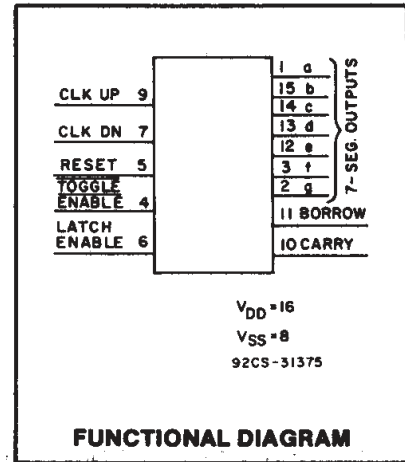 CLK UP 9
CLK DN 7
RESET 5
TOGGLE
ENABLE 4
LATCH
ENABLE 6
1 a
15 b
14 c
13 d
12 e
3 f
2 g
7-SEG. OUTPUTS
11 BORROW
10 CARRY
VDD=16
VSS=8
92CS-31375
FUNCTIONAL DIAGRAM